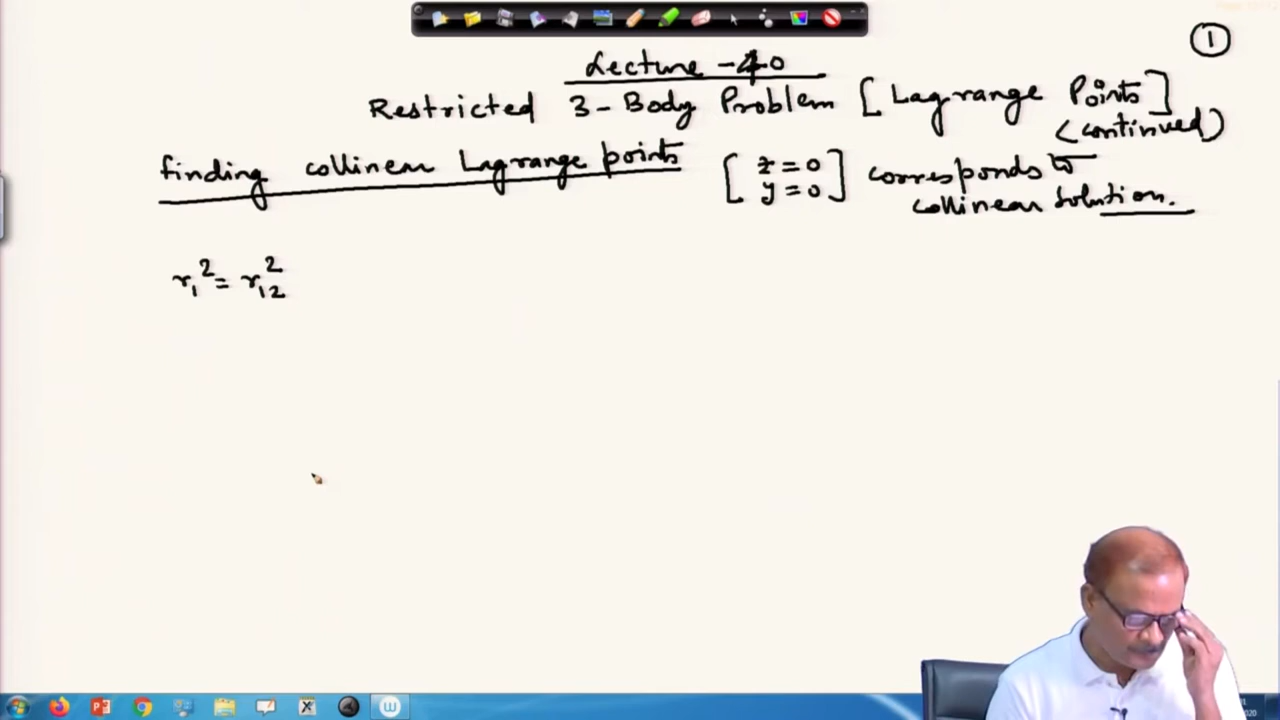 ①
Lecture - 40
Restricted 3-Body Problem [Lagrange Points]
(continued)
finding collinear Lagrange points [z=0 y=0] corresponds to
collinear solution.
r₁² = r₁₂²